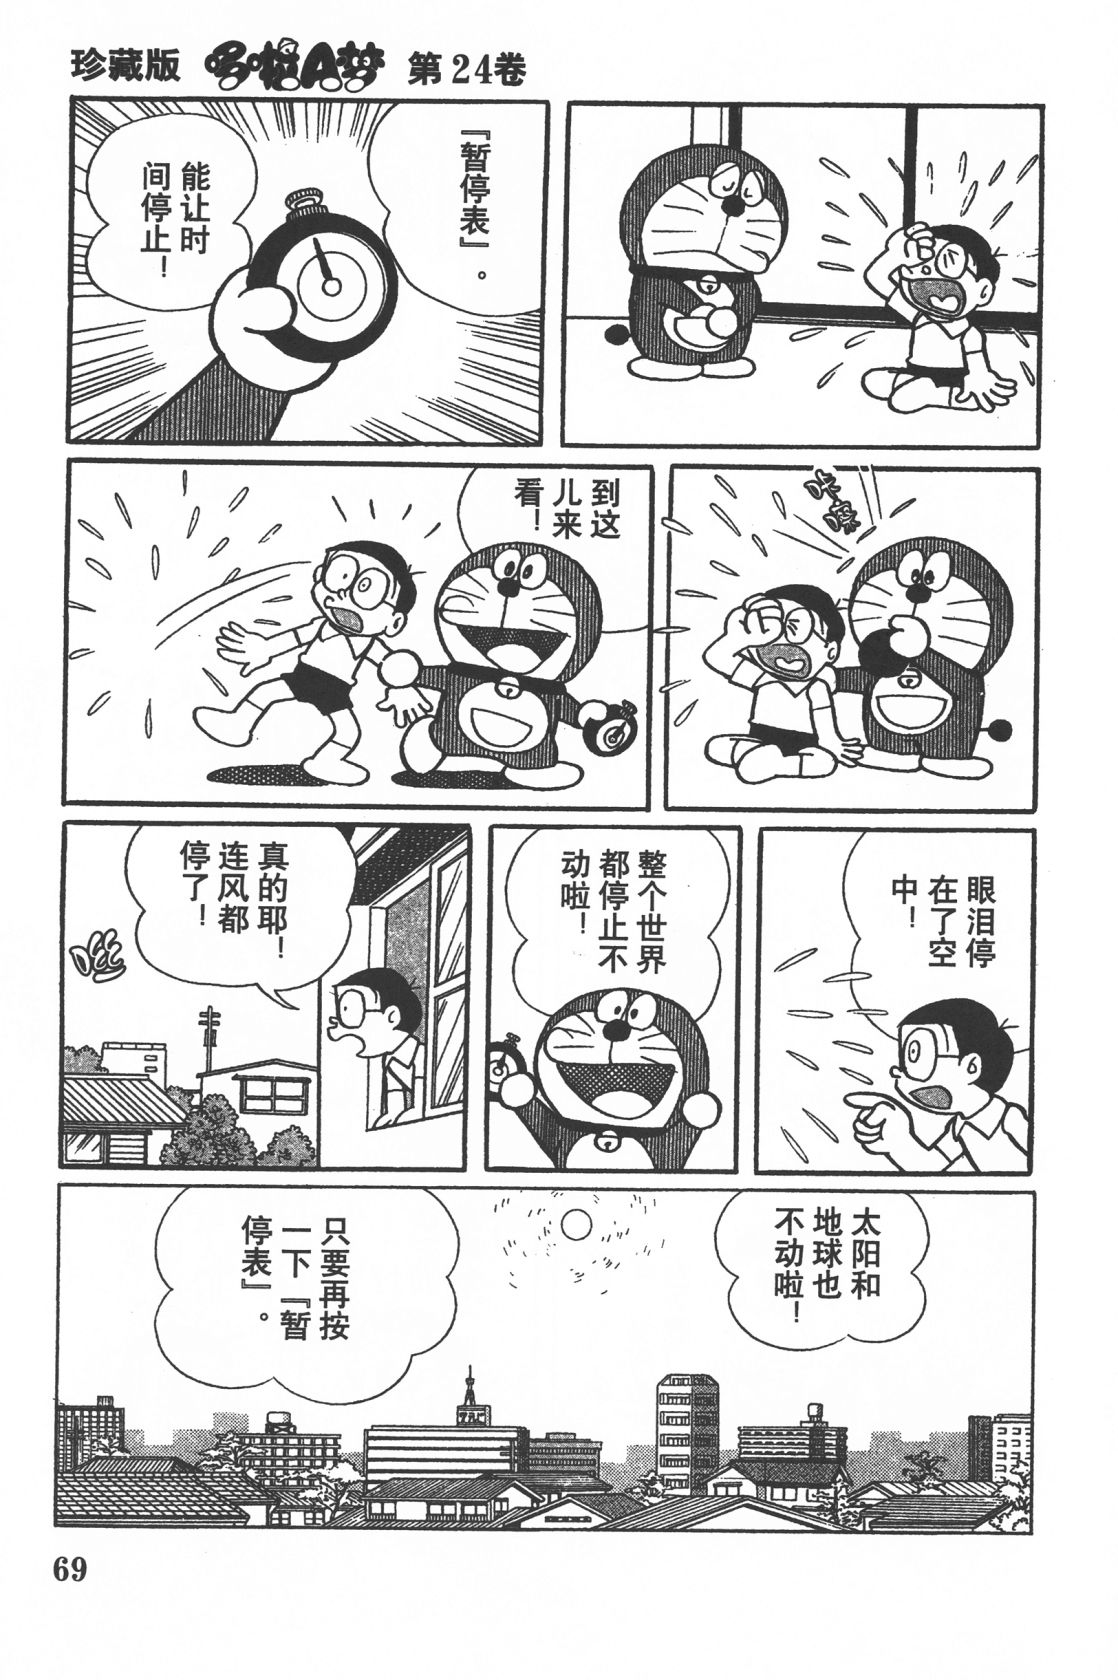 珍藏版 哆啦A梦 第24卷
『暂停表』。
能让时
间停止！
咔
嚓
到这
儿来
看！
眼泪停
在了空
中！
整个世界
都停止不
动啦！
真的耶！
连风都
停了！
太阳和
地球也
不动啦！
只要再按
一下『暂
停表』。
69